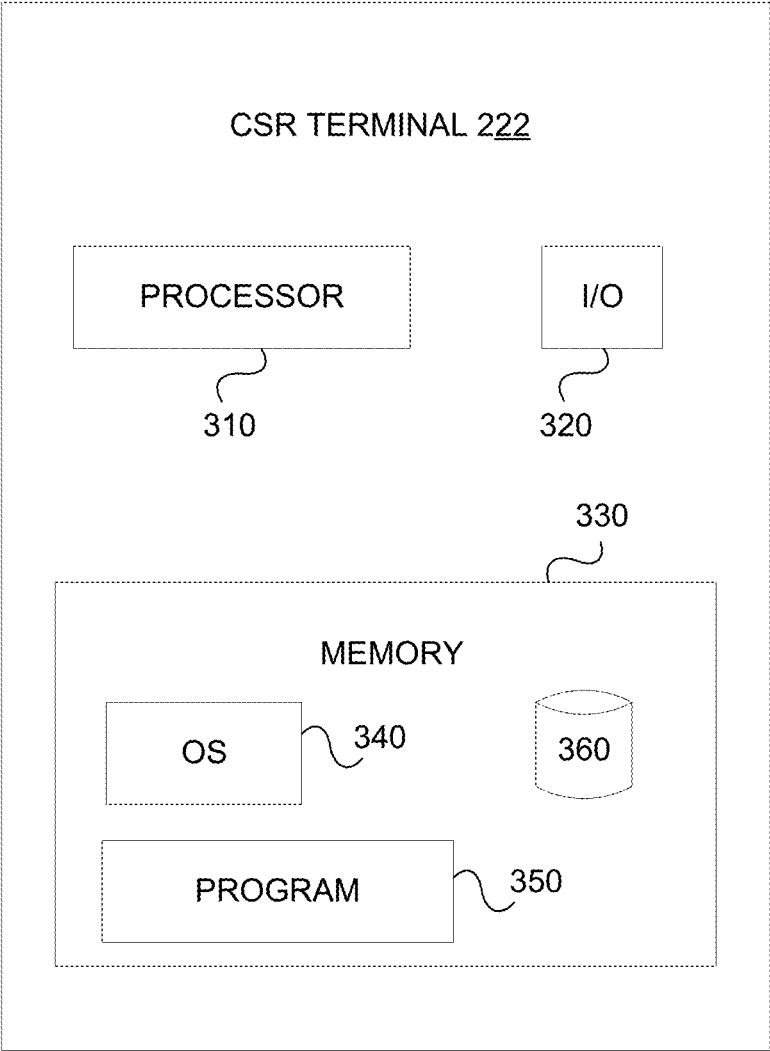 CSR TERMINAL 222
PROCESSOR
I/O
310
320
330
MEMORY
OS
340
360
PROGRAM
350